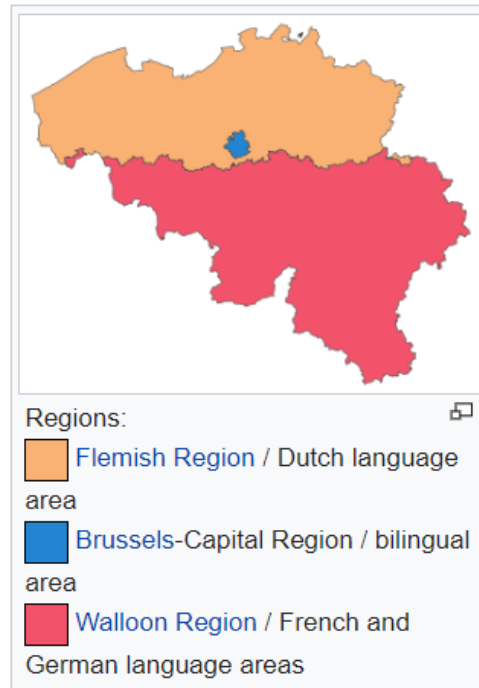 Regions:
Flemish Region / Dutch language
area
Brussels-Capital Region / bilingual
area
Walloon Region / French and
German language areas